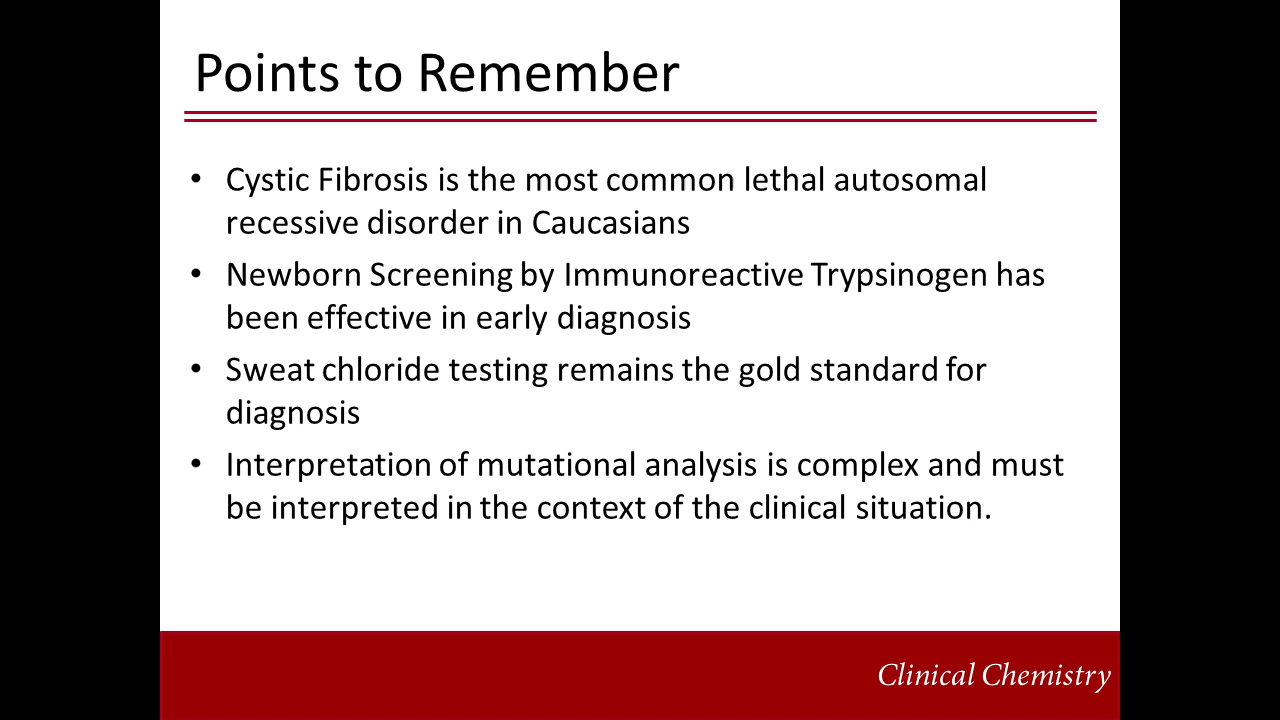 Points to Remember
• Cystic Fibrosis is the most common lethal autosomal
recessive disorder in Caucasians
• Newborn Screening by Immunoreactive Trypsinogen has
been effective in early diagnosis
• Sweat chloride testing remains the gold standard for
diagnosis
• Interpretation of mutational analysis is complex and must
be interpreted in the context of the clinical situation.
Clinical Chemistry